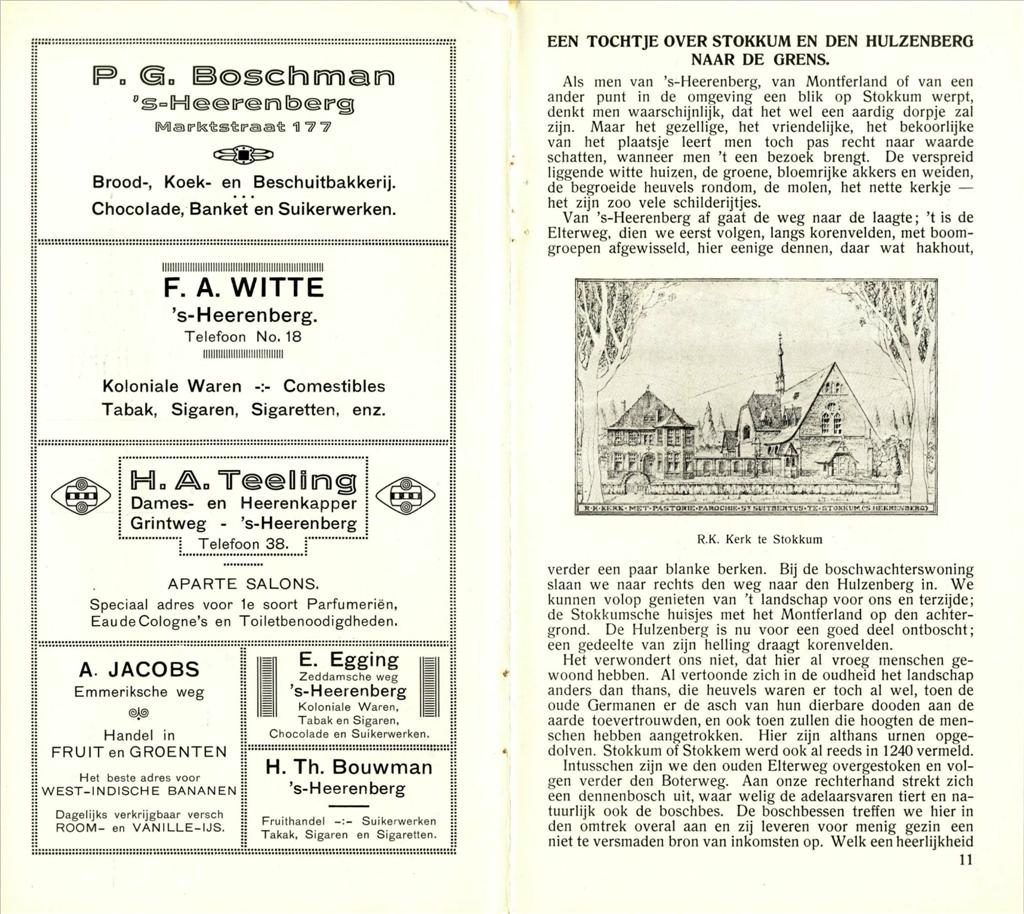 P. G. Boschman
's-Heerenberg
Marktstraat 177
Brood-, Koek- en Beschuitbakkerij.
Chocolade, Banket en Suikerwerken.
F. A. WITTE
's-Heerenberg.
Telefoon No. 18
Koloniale Waren -:- Comestibles
Tabak, Sigaren, Sigaretten, enz.
H. A. Teeling
Dames- en Heerenkapper
Grintweg - 's-Heerenberg
Telefoon 38.
APARTE SALONS.
Speciaal adres voor 1e soort Parfumeriën,
Eau de Cologne's en Toiletbenoodigdheden.
A. JACOBS
Emmeriksche weg
Handel in
FRUIT en GROENTEN
Het beste adres voor
WEST-INDISCHE BANANEN
Dagelijks verkrijgbaar versch
ROOM- en VANILLE-IJS.
E. Egging
Zeddamsche weg
's-Heerenberg
Koloniale Waren,
Tabak en Sigaren,
Chocolade en Suikerwerken.
H. Th. Bouwman
's-Heerenberg
Fruithandel -:- Suikerwerken
Takak, Sigaren en Sigaretten.
EEN TOCHTJE OVER STOKKUM EN DEN HULZENBERG
NAAR DE GRENS.
Als men van 's-Heerenberg, van Montferland of van een
ander punt in de omgeving een blik op Stokkum werpt,
denkt men waarschijnlijk, dat het wel een aardig dorpje zal
zijn. Maar het gezellige, het vriendelijke, het bekoorlijke
van het plaatsje leert men toch pas recht naar waarde
schatten, wanneer men 't een bezoek brengt. De verspreid
liggende witte huizen, de groene, bloemrijke akkers en weiden,
de begroeide heuvels rondom, de molen, het nette kerkje —
het zijn zoo vele schilderijtjes.
Van 's-Heerenberg af gaat de weg naar de laagte; 't is de
Elterweg, dien we eerst volgen, langs korenvelden, met boom-
groepen afgewisseld, hier eenige dennen, daar wat hakhout,
R·K·KERK·MET·PASTORIE·PAROCHIE·ST SUITBERTUS·TE·STOKKUM·('S HEERENBERG)
R.K. Kerk te Stokkum
verder een paar blanke berken. Bij de boschwachterswoning
slaan we naar rechts den weg naar den Hulzenberg in. We
kunnen volop genieten van 't landschap voor ons en terzijde;
de Stokkumsche huisjes met het Montferland op den achter-
grond. De Hulzenberg is nu voor een goed deel ontboscht;
een gedeelte van zijn helling draagt korenvelden.
Het verwondert ons niet, dat hier al vroeg menschen ge-
woond hebben. Al vertoonde zich in de oudheid het landschap
anders dan thans, die heuvels waren er toch al wel, toen de
oude Germanen er de asch van hun dierbare dooden aan de
aarde toevertrouwden, en ook toen zullen die hoogten de men-
schen hebben aangetrokken. Hier zijn althans urnen opge-
dolven. Stokkum of Stokkem werd ook al reeds in 1240 vermeld.
Intusschen zijn we den ouden Elterweg overgestoken en vol-
gen verder den Boterweg. Aan onze rechterhand strekt zich
een dennenbosch uit, waar welig de adelaarsvaren tiert en na-
tuurlijk ook de boschbes. De boschbessen treffen we hier in
den omtrek overal aan en zij leveren voor menig gezin een
niet te versmaden bron van inkomsten op. Welk een heerlijkheid
11